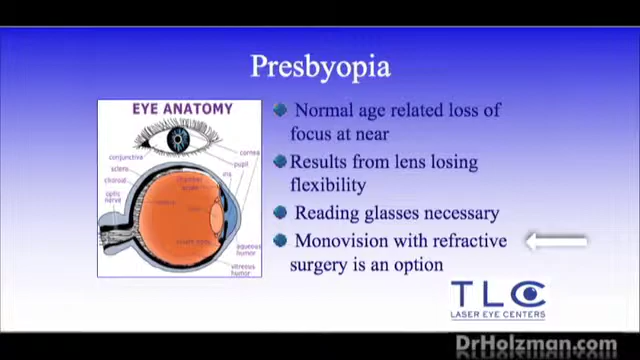 Presbyopia
EYE ANATOMY
conjunctiva
sclera
choroid
optic
nerve
cornea
pupil
iris
aqueous
humor
vitreous
humor
Normal age related loss of
focus at near
Results from lens losing
flexibility
Reading glasses necessary
Monovision with refractive
surgery is an option
TLC
LASER EYE CENTERS
DrHolzman.com